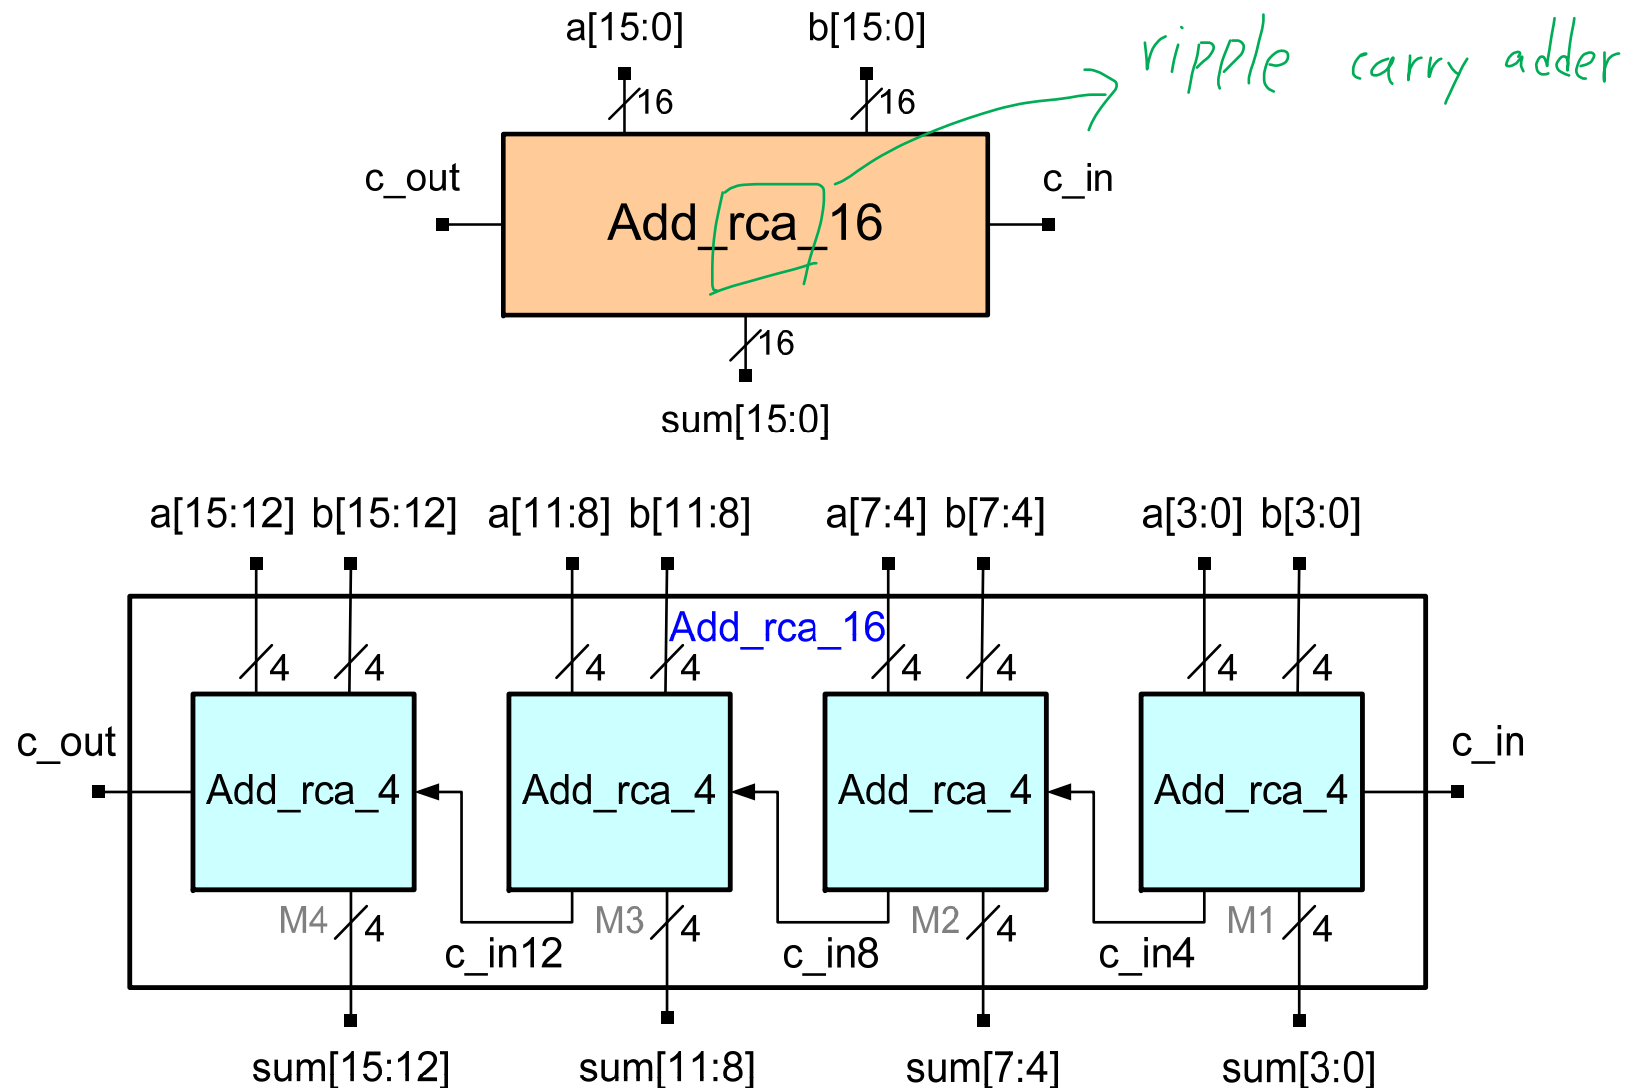 a[15:0] b[15:0] ripple carry adder
16 16
c_out c_in
Add_rca_16
16
sum[15:0]
a[15:12] b[15:12] a[11:8] b[11:8] a[7:4] b[7:4] a[3:0] b[3:0]
Add_rca_16
4 4 4 4 4 4 4 4
c_out c_in
Add_rca_4 Add_rca_4 Add_rca_4 Add_rca_4
M4 4 M3 4 M2 4 M1 4
c_in12 c_in8 c_in4
sum[15:12] sum[11:8] sum[7:4] sum[3:0]